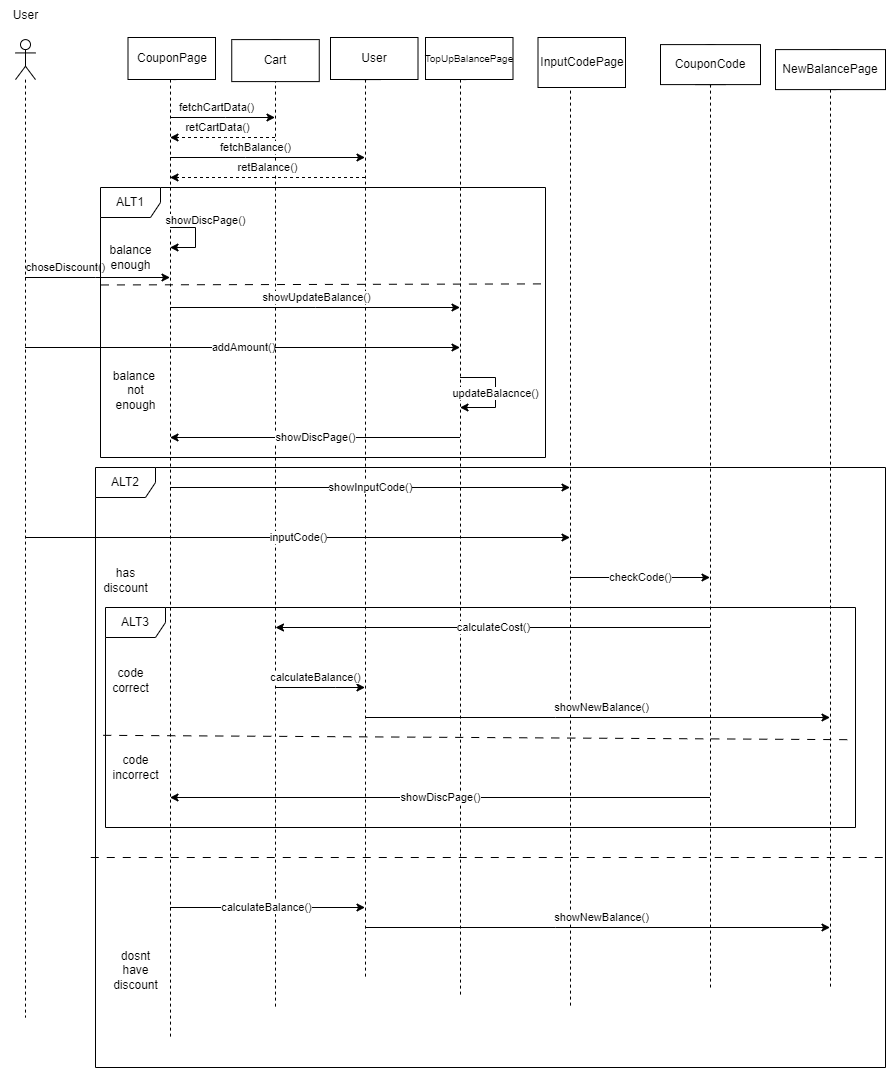 User
CouponPage
Cart
User
TopUpBalancePage
InputCodePage
CouponCode
NewBalancePage
fetchCartData()
retCartData()
fetchBalance()
retBalance()
ALT1
showDiscPage()
balance
enough
choseDiscount()
showUpdateBalance()
addAmount()
balance
not
enough
updateBalacnce()
showDiscPage()
ALT2
showInputCode()
inputCode()
has
discount
checkCode()
ALT3
calculateCost()
code
correct
calculateBalance()
showNewBalance()
code
incorrect
showDiscPage()
calculateBalance()
showNewBalance()
dosnt
have
discount